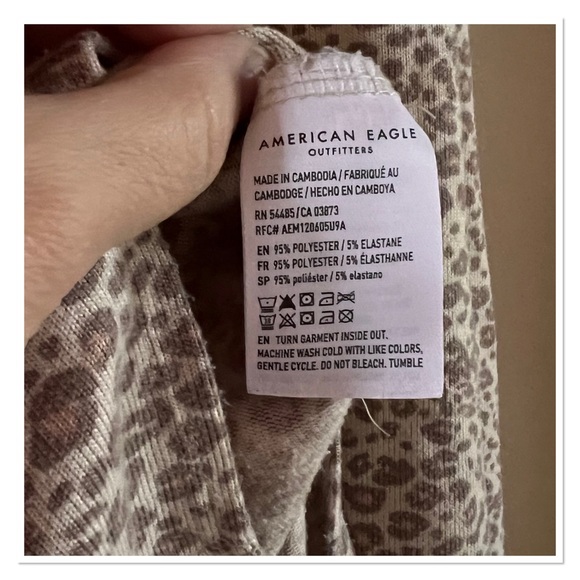 AMERICAN EAGLE
OUTFITTERS
MADE IN CAMBODIA / FABRIQUÉ AU
CAMBODGE / HECHO EN CAMBOYA
RN 54485/CA 03873
RFC# AEM120605U9A
EN 95% POLYESTER / 5% ELASTANE
FR 95% POLYESTER / 5% ÉLASTHANNE
SP 95% poliéster / 5% elastano
EN TURN GARMENT INSIDE OUT.
MACHINE WASH COLD WITH LIKE COLORS,
GENTLE CYCLE. DO NOT BLEACH. TUMBLE